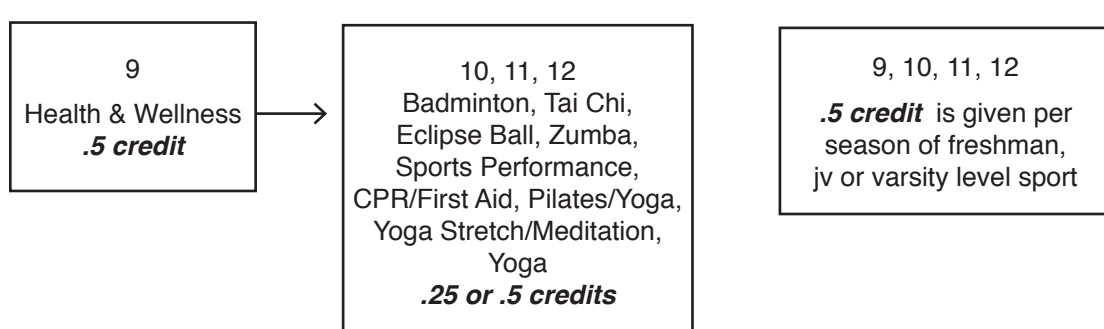 9
Health & Wellness
.5 credit
10, 11, 12
Badminton, Tai Chi,
Eclipse Ball, Zumba,
Sports Performance,
CPR/First Aid, Pilates/Yoga,
Yoga Stretch/Meditation,
Yoga
.25 or .5 credits
9, 10, 11, 12
.5 credit is given per
season of freshman,
jv or varsity level sport